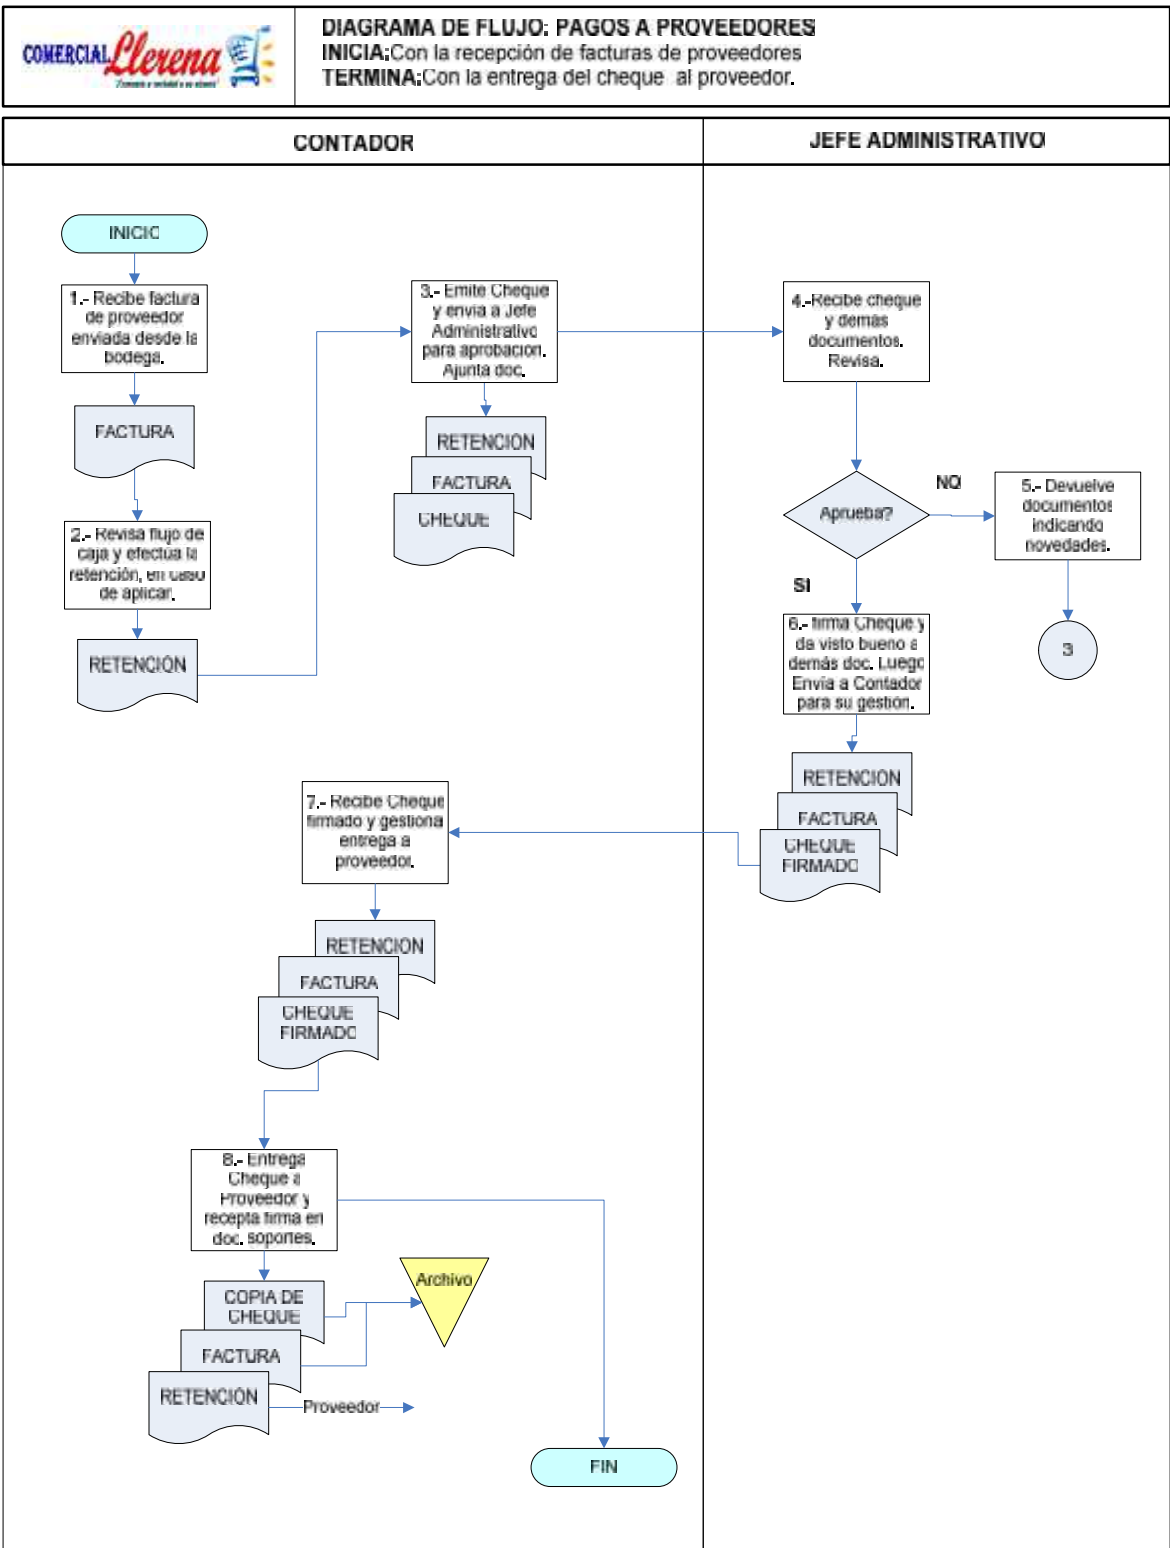 COMERCIAL Llerena
DIAGRAMA DE FLUJO: PAGOS A PROVEEDORES
INICIA:Con la recepción de facturas de proveedores
TERMINA:Con la entrega del cheque al proveedor.
CONTADOR
JEFE ADMINISTRATIVO
INICIO
1.- Recibe factura
de proveedor
enviada desde la
bodega.
FACTURA
2.- Revisa flujo de
caja y efectúa la
retención, en caso
de aplicar.
RETENCIÓN
3.- Emite Cheque
y envia a Jefe
Administrativo
para aprobacion.
Ajunta doc.
RETENCION
FACTURA
CHEQUE
4.-Recibe cheque
y demás
documentos.
Revisa.
Aprueba?
NO
SI
5.- Devuelve
documentos
indicando
novedades.
3
6.- firma Cheque y
da visto bueno a
demás doc. Luego
Envia a Contador
para su gestión.
RETENCION
FACTURA
CHEQUE
FIRMADO
7.- Recibe Cheque
firmado y gestiona
entrega a
proveedor.
RETENCION
FACTURA
CHEQUE
FIRMADO
8.- Entrega
Cheque a
Proveedor y
recepta firma en
doc. soportes.
COPIA DE
CHEQUE
FACTURA
RETENCIÓN
Archivo
Proveedor
FIN